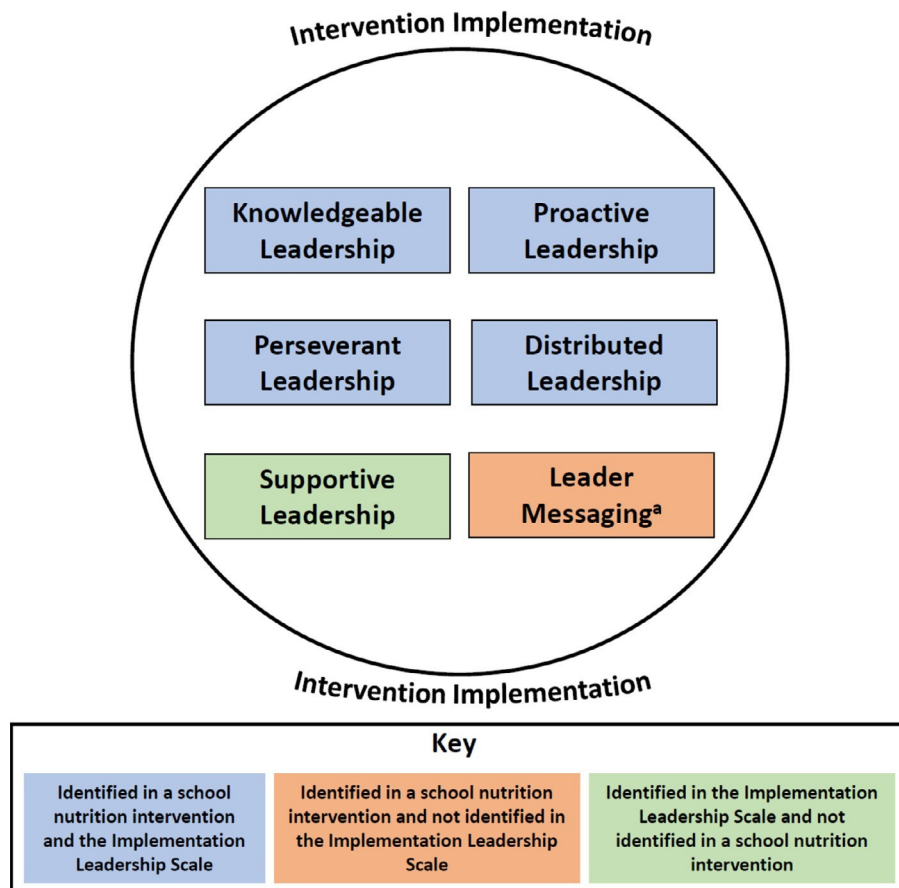 Intervention Implementation
Knowledgeable
Leadership
Proactive
Leadership
Perseverant
Leadership
Distributed
Leadership
Supportive
Leadership
Leader
Messagingᵃ
Intervention Implementation
Key
Identified in a school
nutrition intervention
and the Implementation
Leadership Scale
Identified in a school nutrition
intervention and not identified in
the Implementation Leadership
Scale
Identified in the Implementation
Leadership Scale and not
identified in a school nutrition
intervention